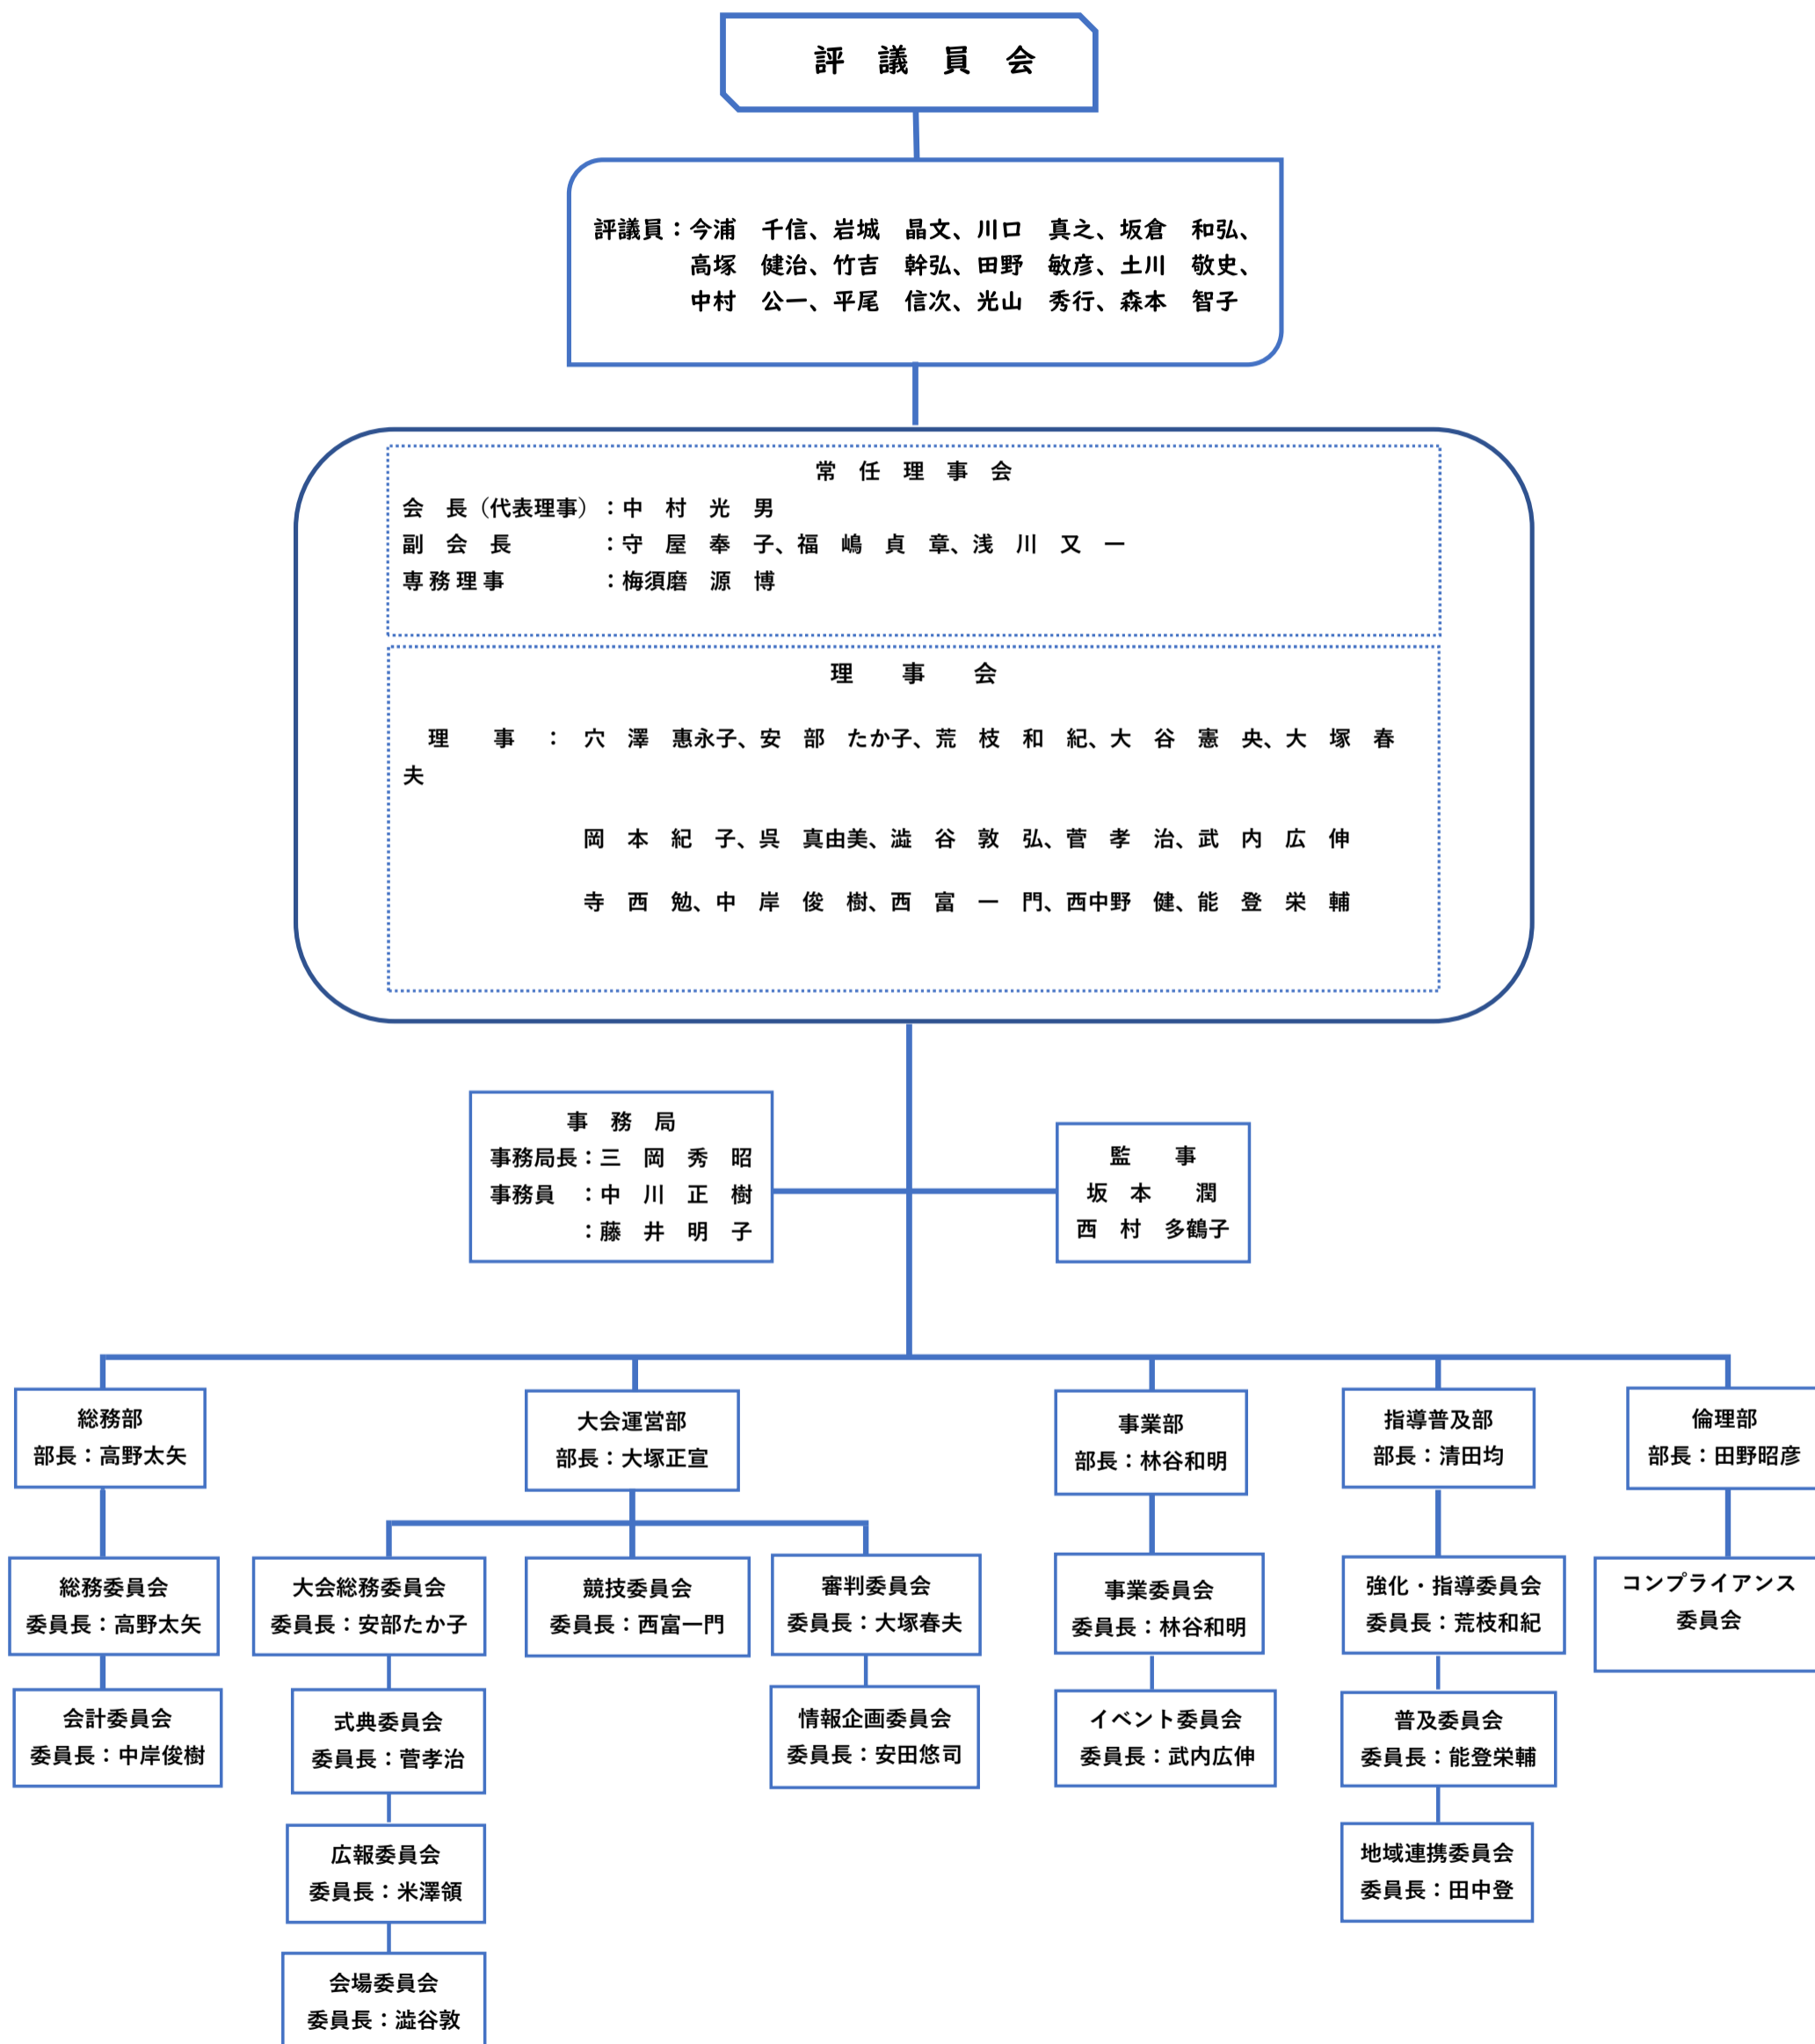 評　議　員　会
評議員：今浦　千信、岩城　晶文、川口　真之、坂倉　和弘、
高塚　健治、竹吉　幹弘、田野　敏彦、土川　敬史、
中村　公一、平尾　信次、光山　秀行、森本　智子
常　任　理　事　会
会　長（代表理事）：中　村　光　男
副　会　長　　　　：守　屋　奉　子、福　嶋　貞　章、浅　川　又　一
専 務 理 事　　　　：梅須磨　源　博
理　　事　　会
理　　事　：　穴　澤　惠永子、安　部　たか子、荒　枝　和　紀、大　谷　憲　央、大　塚　春
夫
岡　本　紀　子、呉　真由美、澁　谷　敦　弘、菅　孝　治、武　内　広　伸
寺　西　勉、中　岸　俊　樹、西　富　一　門、西中野　健、能　登　栄　輔
事　務　局
事務局長：三　岡　秀　昭
事務員　：中　川　正　樹
：藤　井　明　子
監　　事
坂　本　　潤
西　村　多鶴子
総務部
部長：高野太矢
大会運営部
部長：大塚正宣
事業部
部長：林谷和明
指導普及部
部長：清田均
倫理部
部長：田野昭彦
総務委員会
委員長：高野太矢
大会総務委員会
委員長：安部たか子
競技委員会
委員長：西富一門
審判委員会
委員長：大塚春夫
事業委員会
委員長：林谷和明
強化・指導委員会
委員長：荒枝和紀
コンプライアンス
委員会
会計委員会
委員長：中岸俊樹
式典委員会
委員長：菅孝治
情報企画委員会
委員長：安田悠司
イベント委員会
委員長：武内広伸
普及委員会
委員長：能登栄輔
広報委員会
委員長：米澤領
地域連携委員会
委員長：田中登
会場委員会
委員長：澁谷敦